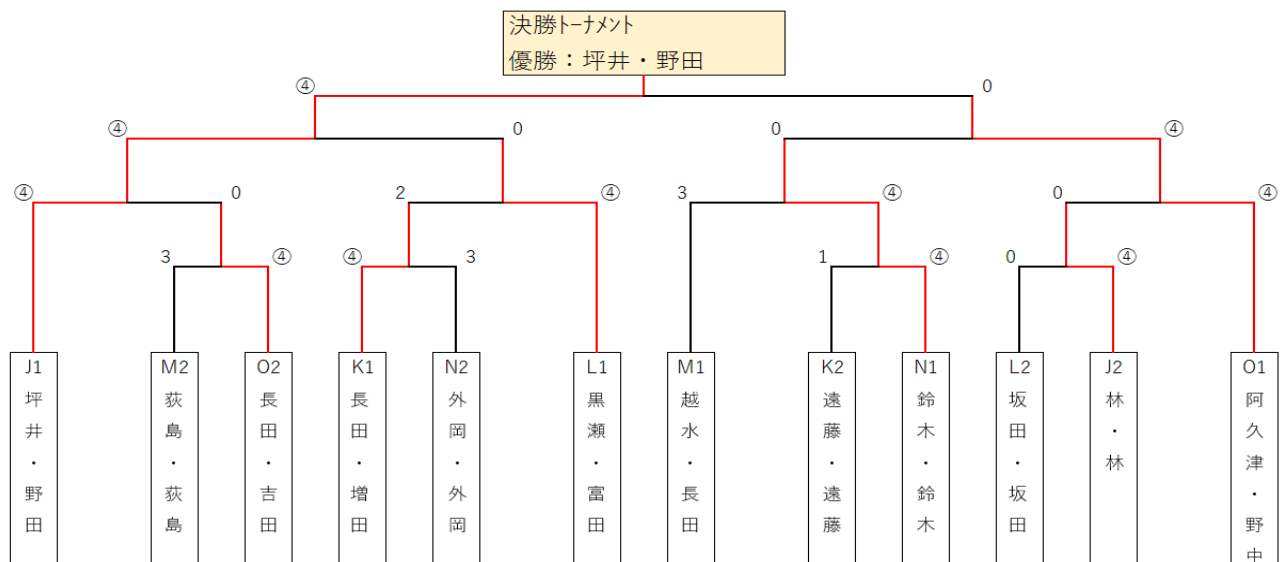 決勝トーナメント
優勝：坪井・野田
④ 0
④ 0 0 ④
④ 0 2 ④ 3 ④ 0 ④
3 ④ ④ 3 1 ④ 0 ④
J1
坪井・野田
M2
荻島・荻島
O2
長田・吉田
K1
長田・増田
N2
外岡・外岡
L1
黒瀬・富田
M1
越水・長田
K2
遠藤・遠藤
N1
鈴木・鈴木
L2
坂田・坂田
J2
林・林
O1
阿久津・野中